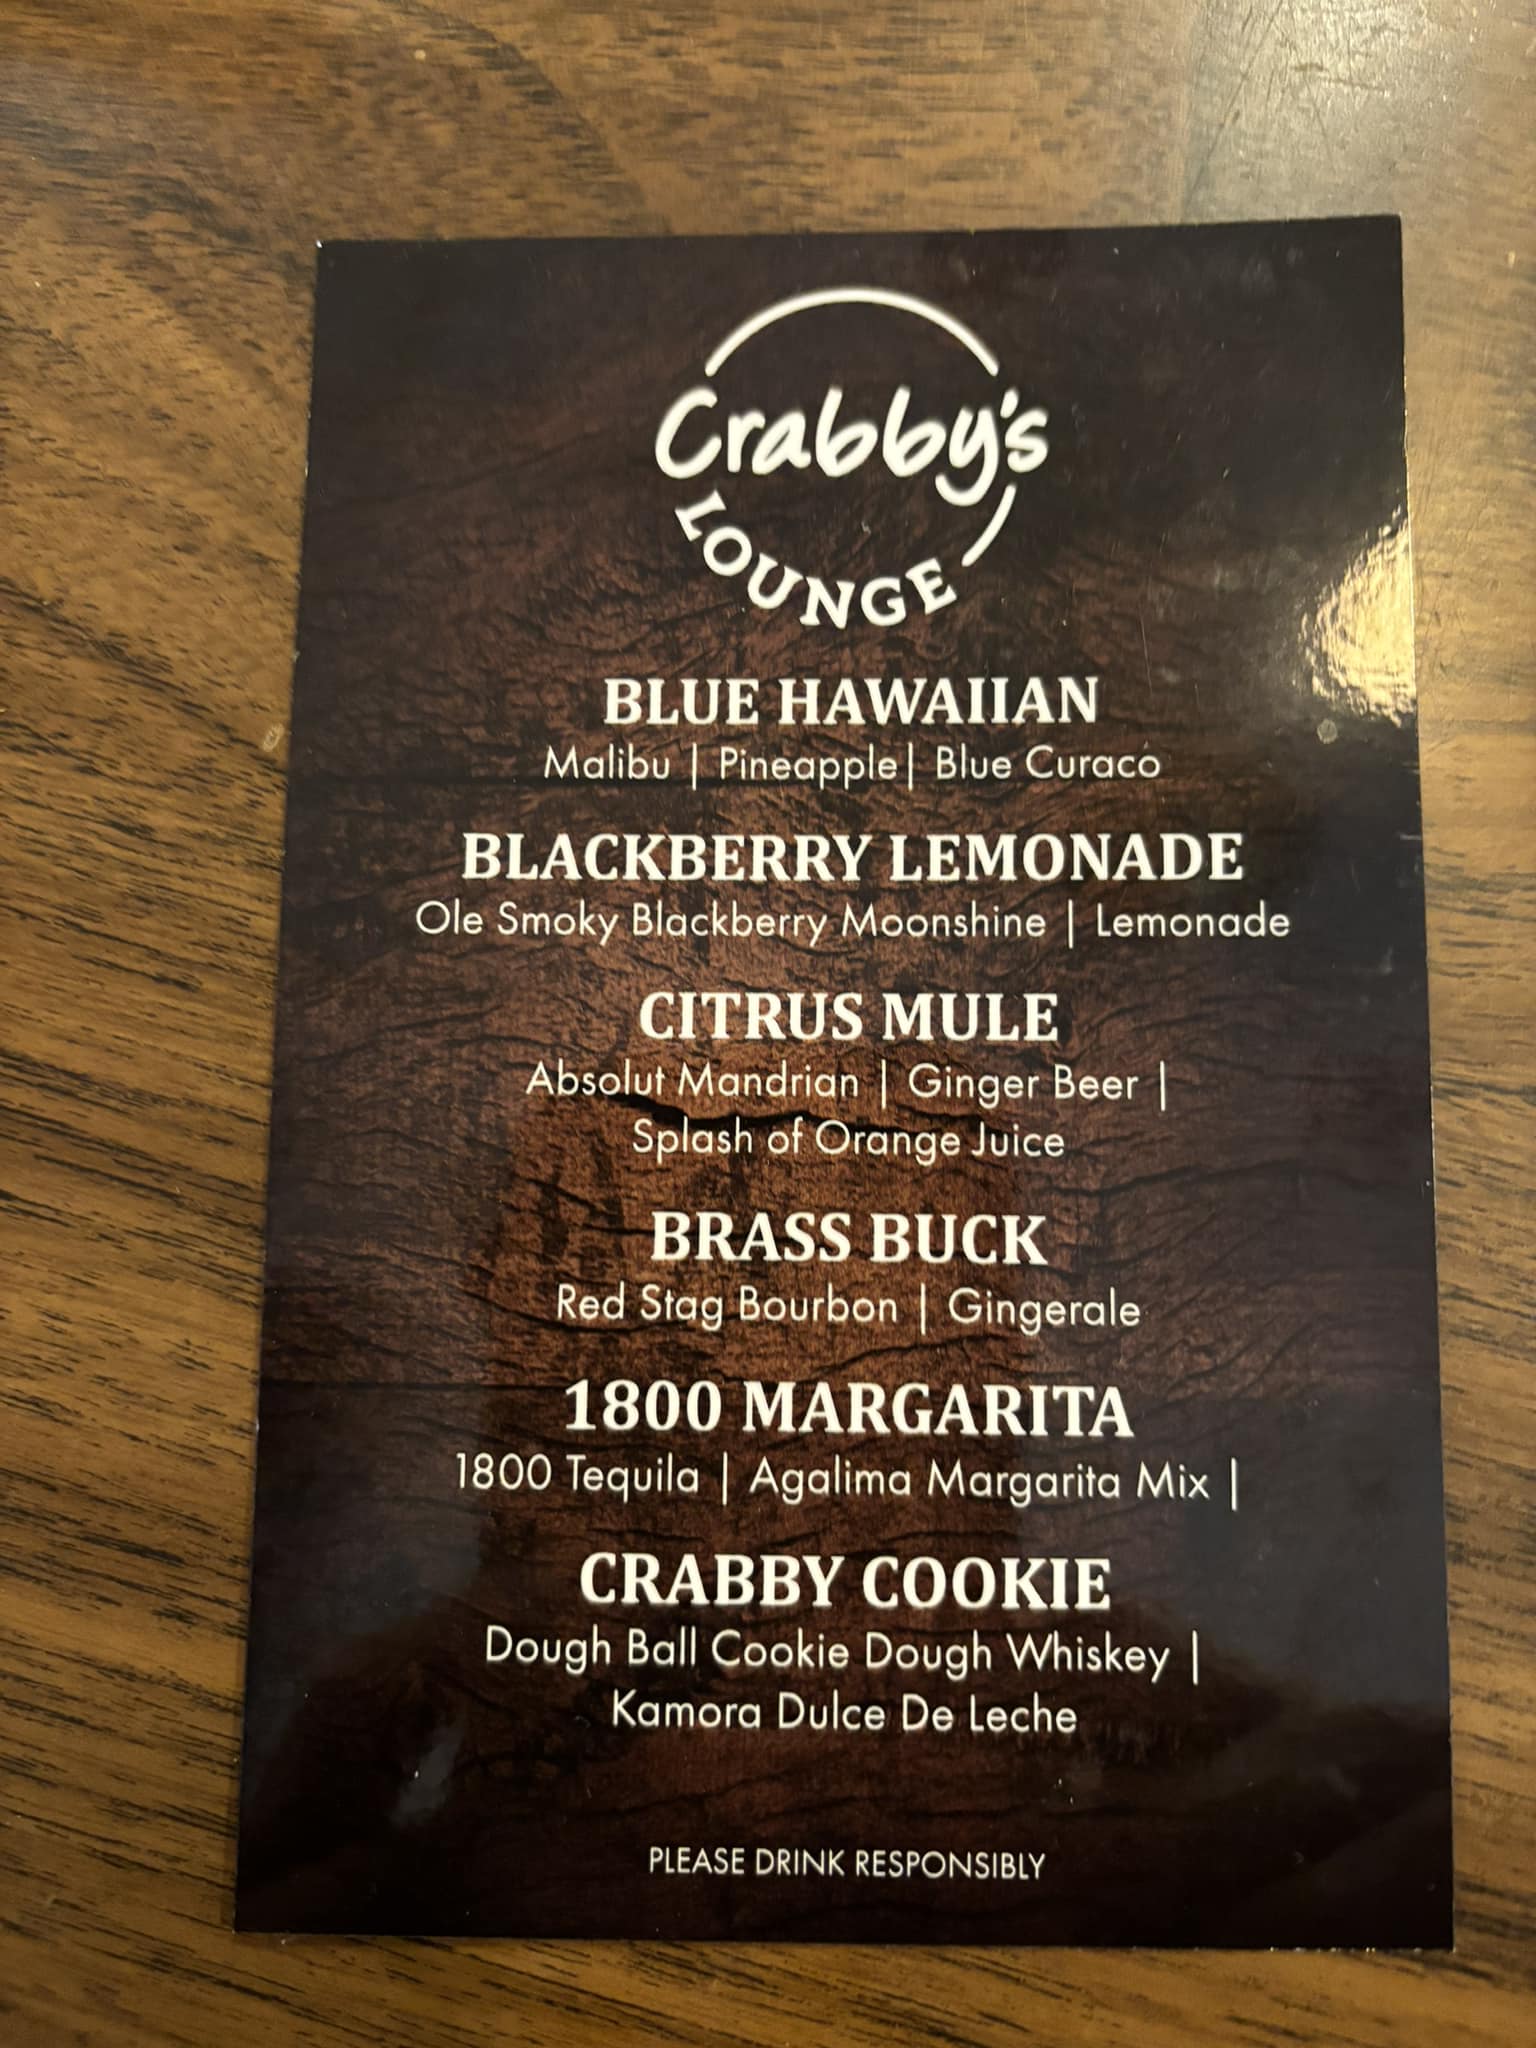 Crabby's
LOUNGE
BLUE HAWAIIAN
Malibu | Pineapple| Blue Curaco
BLACKBERRY LEMONADE
Ole Smoky Blackberry Moonshine | Lemonade
CITRUS MULE
Absolut Mandrian | Ginger Beer |
Splash of Orange Juice
BRASS BUCK
Red Stag Bourbon | Gingerale
1800 MARGARITA
1800 Tequila | Agalima Margarita Mix |
CRABBY COOKIE
Dough Ball Cookie Dough Whiskey |
Kamora Dulce De Leche
PLEASE DRINK RESPONSIBLY